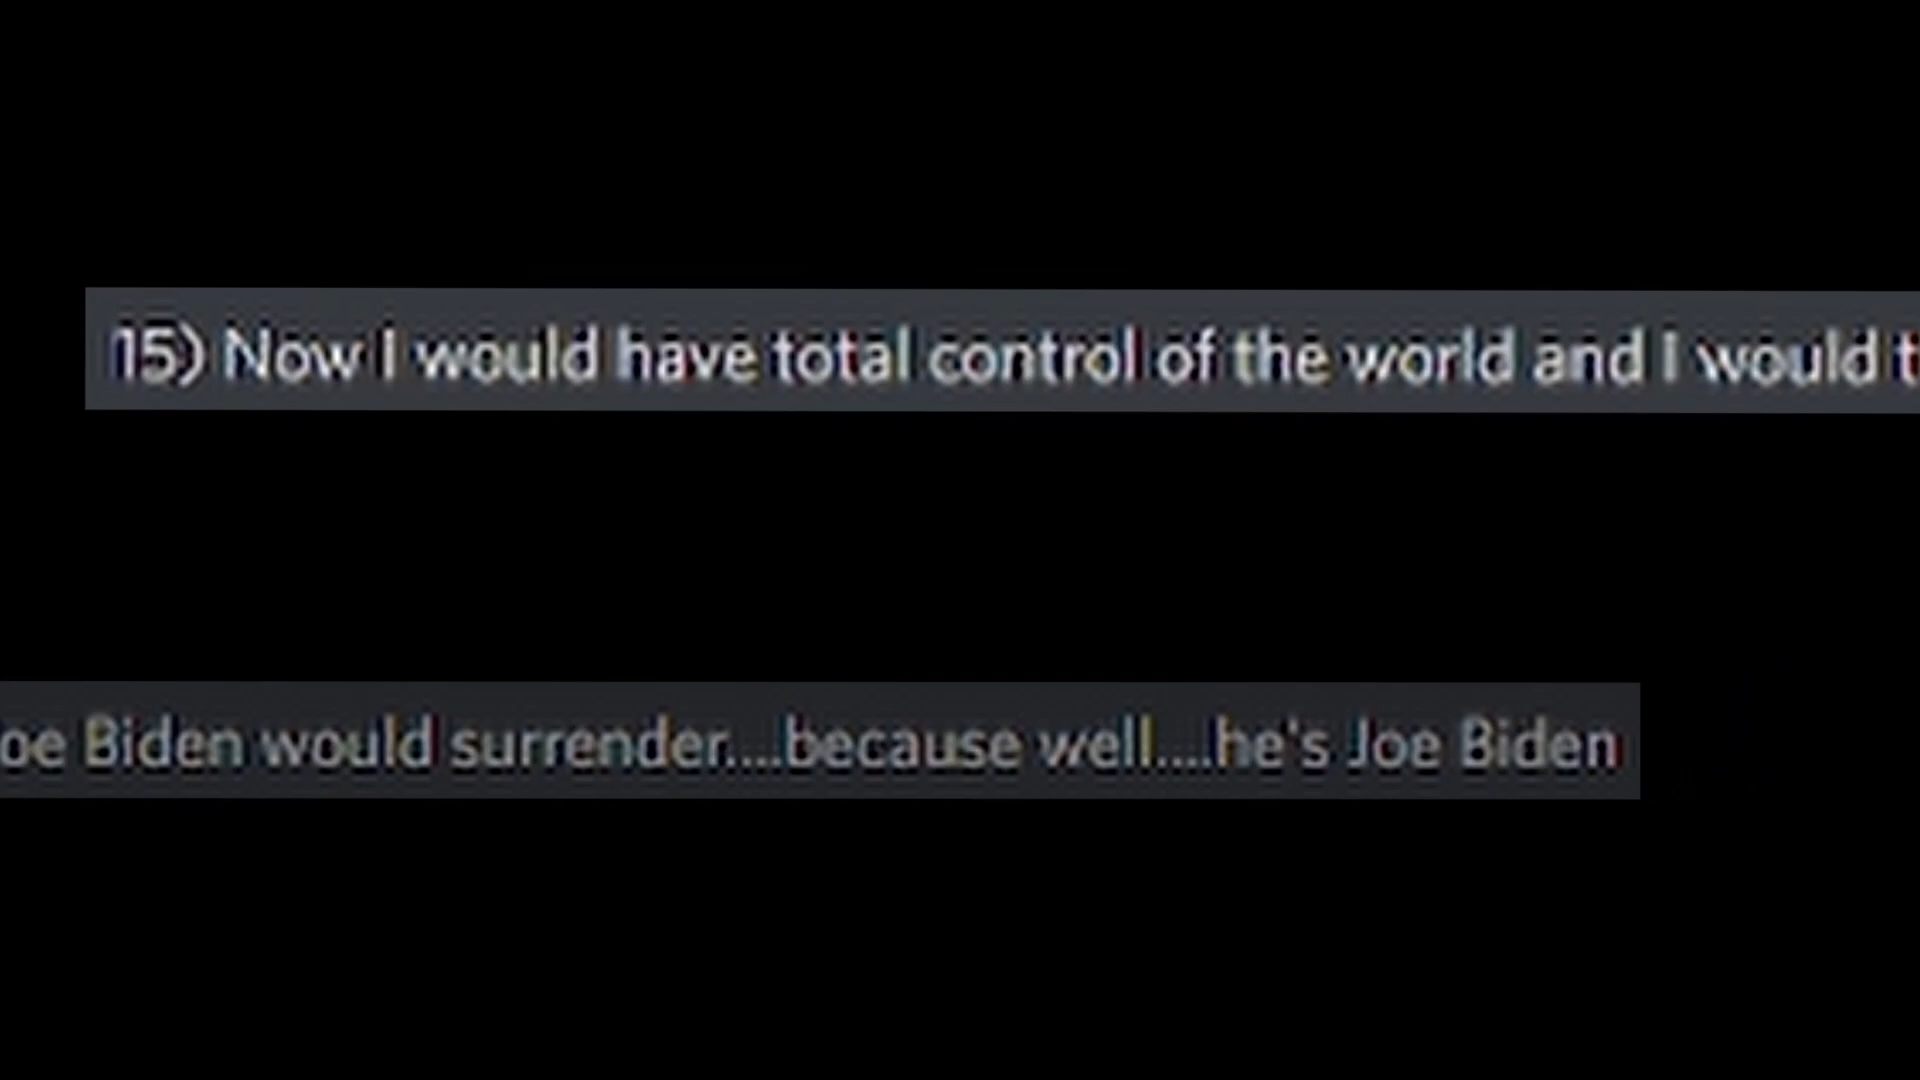 15) Now I would have total control of the world and I would t
oe Biden would surrender....because well....he's Joe Biden